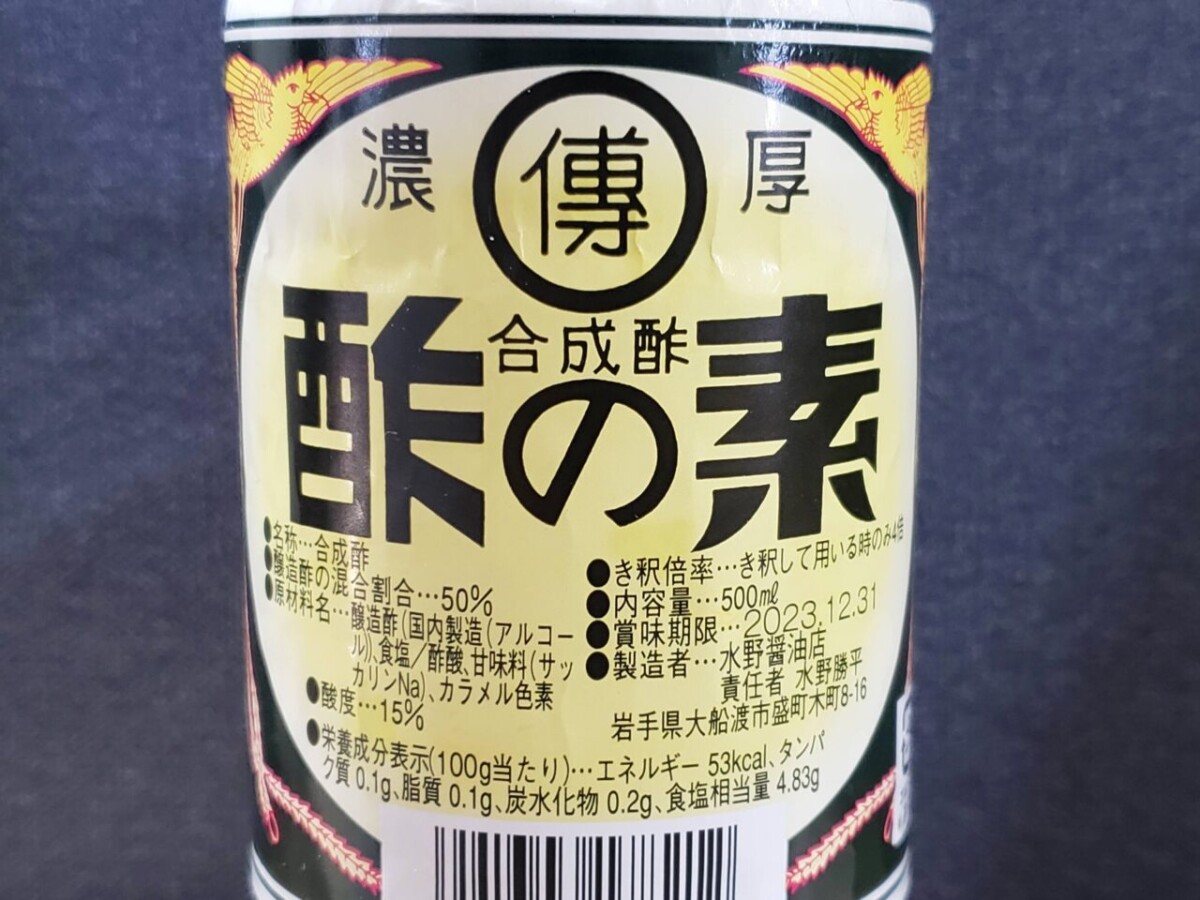 濃 傳 厚
合成酢
酢の素
●名称…合成酢
●醸造酢の混合割合…50%
●原材料名…醸造酢(国内製造(アルコー
ル)、食塩/酢酸、甘味料(サッ
カリンNa)、カラメル色素
●酸度…15%
●き釈倍率…き釈して用いる時のみ4倍
●内容量…500㎖
●賞味期限…2023.12.31
●製造者…水野醤油店
責任者 水野勝平
岩手県大船渡市盛町木町8-16
●栄養成分表示(100g当たり)…エネルギー 53kcal、タンパ
ク質 0.1g、脂質 0.1g、炭水化物 0.2g、食塩相当量 4.83g